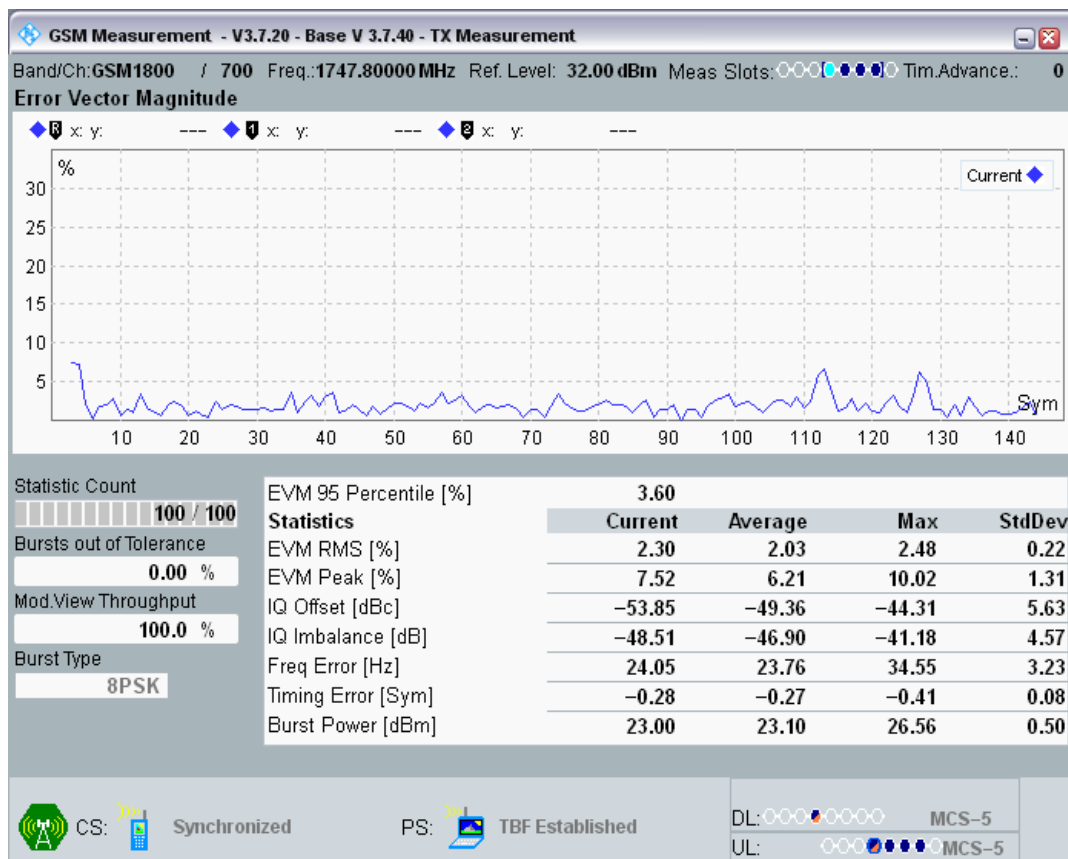 GSM Measurement - V3.7.20 - Base V 3.7.40 - TX Measurement
Band/Ch:GSM1800 / 700 Freq.:1747.80000 MHz Ref. Level: 32.00 dBm Meas Slots: Tim.Advance.: 0
Error Vector Magnitude
R x: y: --- 1 x: y: --- 2 x: y: ---
%
Current
30
25
20
15
10
5
Sym
10 20 30 40 50 60 70 80 90 100 110 120 130 140
Statistic Count
100 / 100
Bursts out of Tolerance
0.00 %
Mod.View Throughput
100.0 %
Burst Type
8PSK
EVM 95 Percentile [%] 3.60
Statistics Current Average Max StdDev
EVM RMS [%] 2.30 2.03 2.48 0.22
EVM Peak [%] 7.52 6.21 10.02 1.31
IQ Offset [dBc] −53.85 −49.36 −44.31 5.63
IQ Imbalance [dB] −48.51 −46.90 −41.18 4.57
Freq Error [Hz] 24.05 23.76 34.55 3.23
Timing Error [Sym] −0.28 −0.27 −0.41 0.08
Burst Power [dBm] 23.00 23.10 26.56 0.50
CS: Synchronized PS: TBF Established
DL: MCS−5
UL: MCS−5